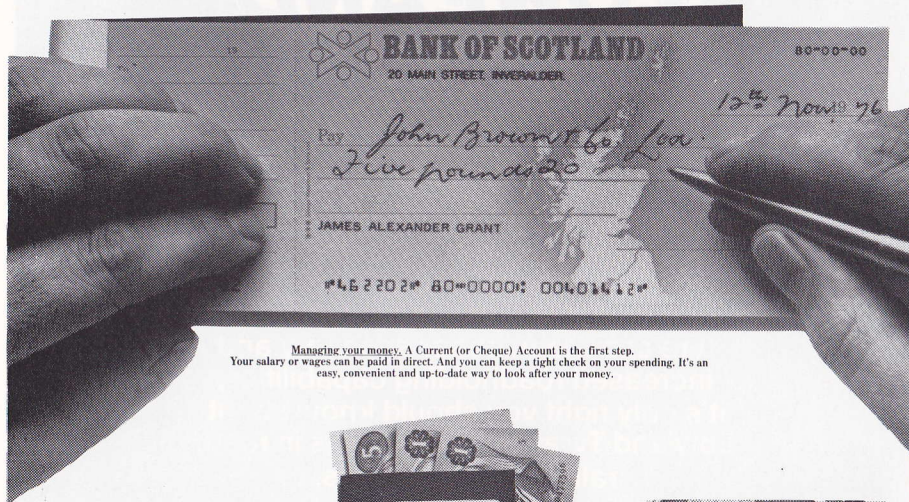 19
BANK OF SCOTLAND
80-00-00
20 MAIN STREET, INVERALDER.
12th Nov 1976
Pay John Brown & Co
Five pounds 20
JAMES ALEXANDER GRANT
⑈462202⑈ 80⑉0000⑆ 00401412⑈
Managing your money. A Current (or Cheque) Account is the first step.
Your salary or wages can be paid in direct. And you can keep a tight check on your spending. It's an
easy, convenient and up-to-date way to look after your money.
5